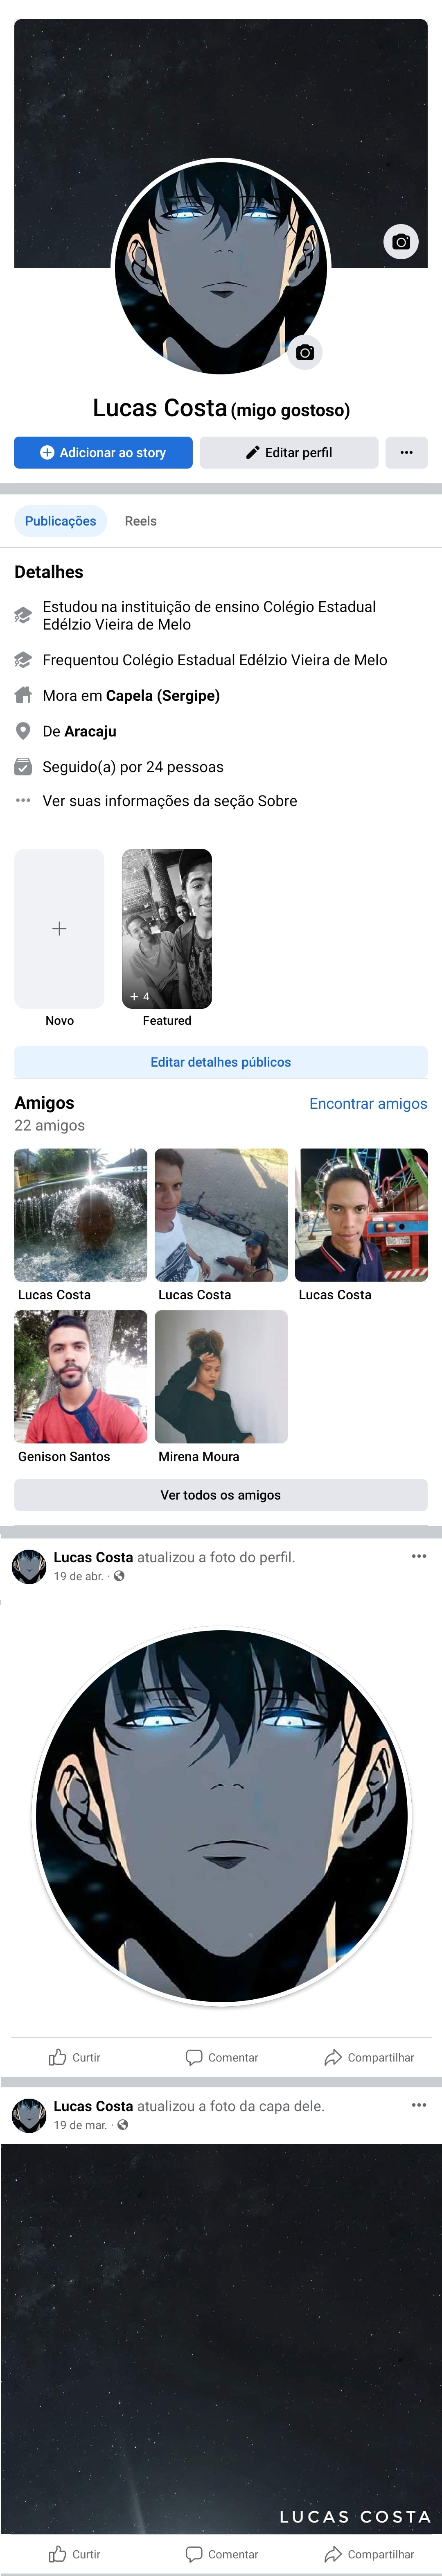 Lucas Costa (migo gostoso)
Adicionar ao story
Editar perfil
Publicações
Reels
Detalhes
Estudou na instituição de ensino Colégio Estadual
Edélzio Vieira de Melo
Frequentou Colégio Estadual Edélzio Vieira de Melo
Mora em Capela (Sergipe)
De Aracaju
Seguido(a) por 24 pessoas
Ver suas informações da seção Sobre
+ 4
Novo
Featured
Editar detalhes públicos
Amigos
Encontrar amigos
22 amigos
Lucas Costa
Lucas Costa
Lucas Costa
Genison Santos
Mirena Moura
Ver todos os amigos
Lucas Costa atualizou a foto do perfil.
19 de abr. ·
Curtir
Comentar
Compartilhar
Lucas Costa atualizou a foto da capa dele.
19 de mar. ·
LUCAS COSTA
Curtir
Comentar
Compartilhar